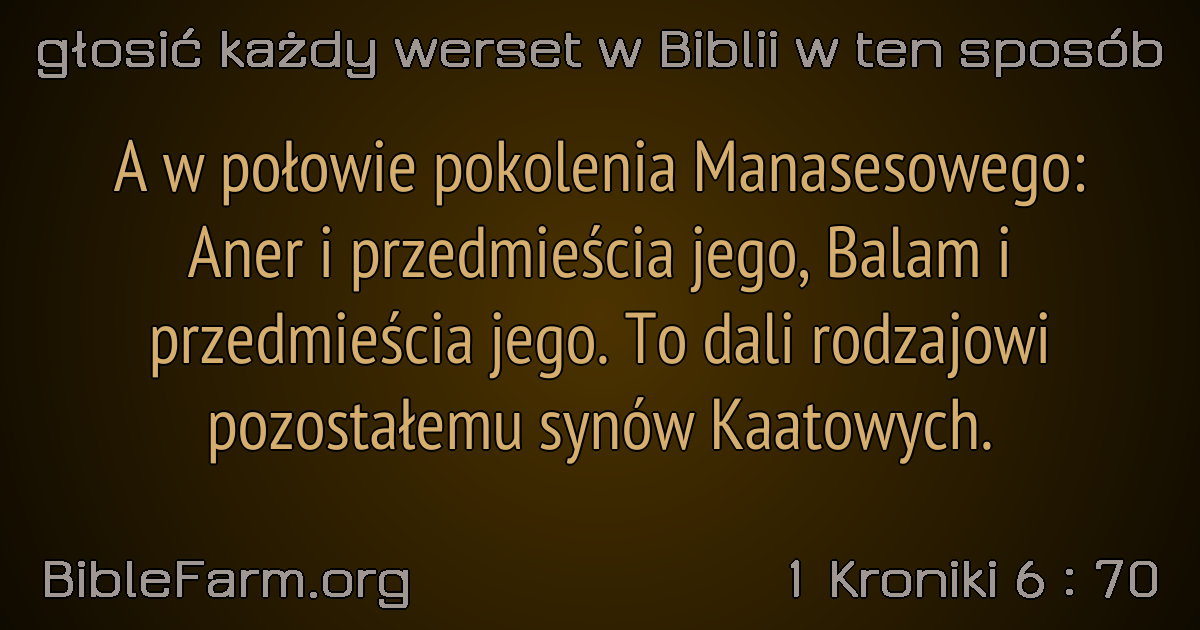 głosić każdy werset w Biblii w ten sposób
A w połowie pokolenia Manasesowego:
Aner i przedmieścia jego, Balam i
przedmieścia jego. To dali rodzajowi
pozostałemu synów Kaatowych.
BibleFarm.org
1 Kroniki 6 : 70